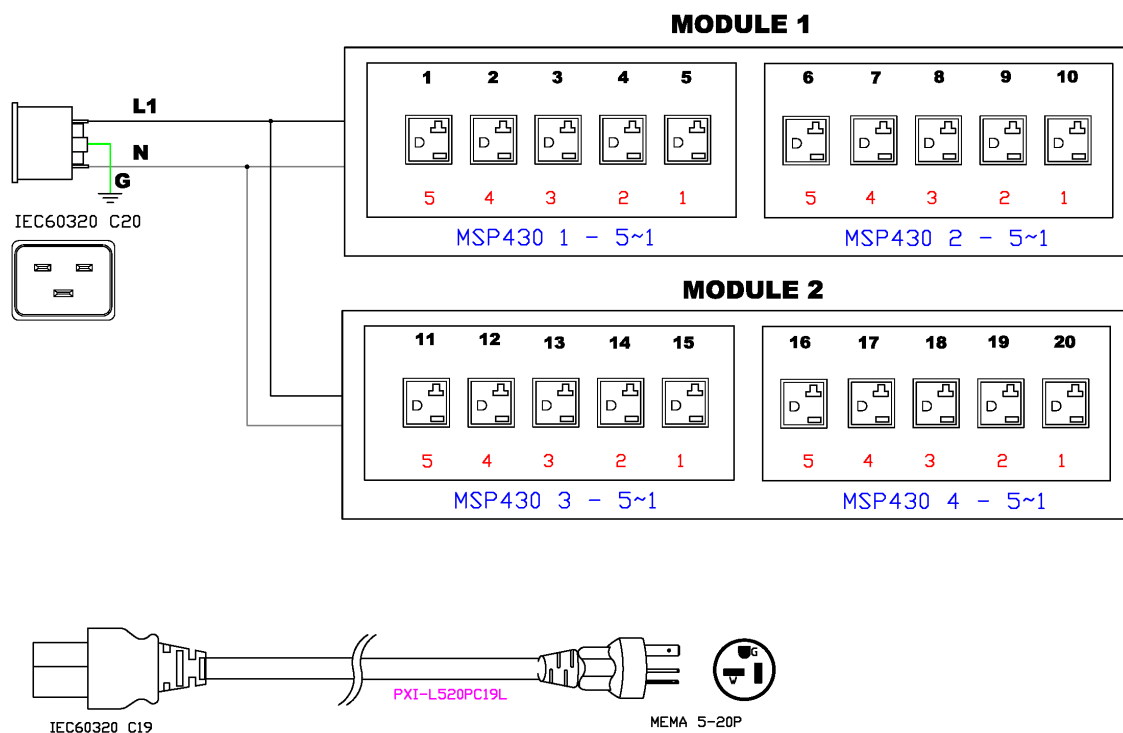 MODULE 1
1 2 3 4 5 6 7 8 9 10
L1
N
G
5 4 3 2 1 5 4 3 2 1
IEC60320 C20
MSP430 1 - 5~1 MSP430 2 - 5~1
MODULE 2
11 12 13 14 15 16 17 18 19 20
5 4 3 2 1 5 4 3 2 1
MSP430 3 - 5~1 MSP430 4 - 5~1
G
PXI-L520PC19L
IEC60320 C19
MEMA 5-20P